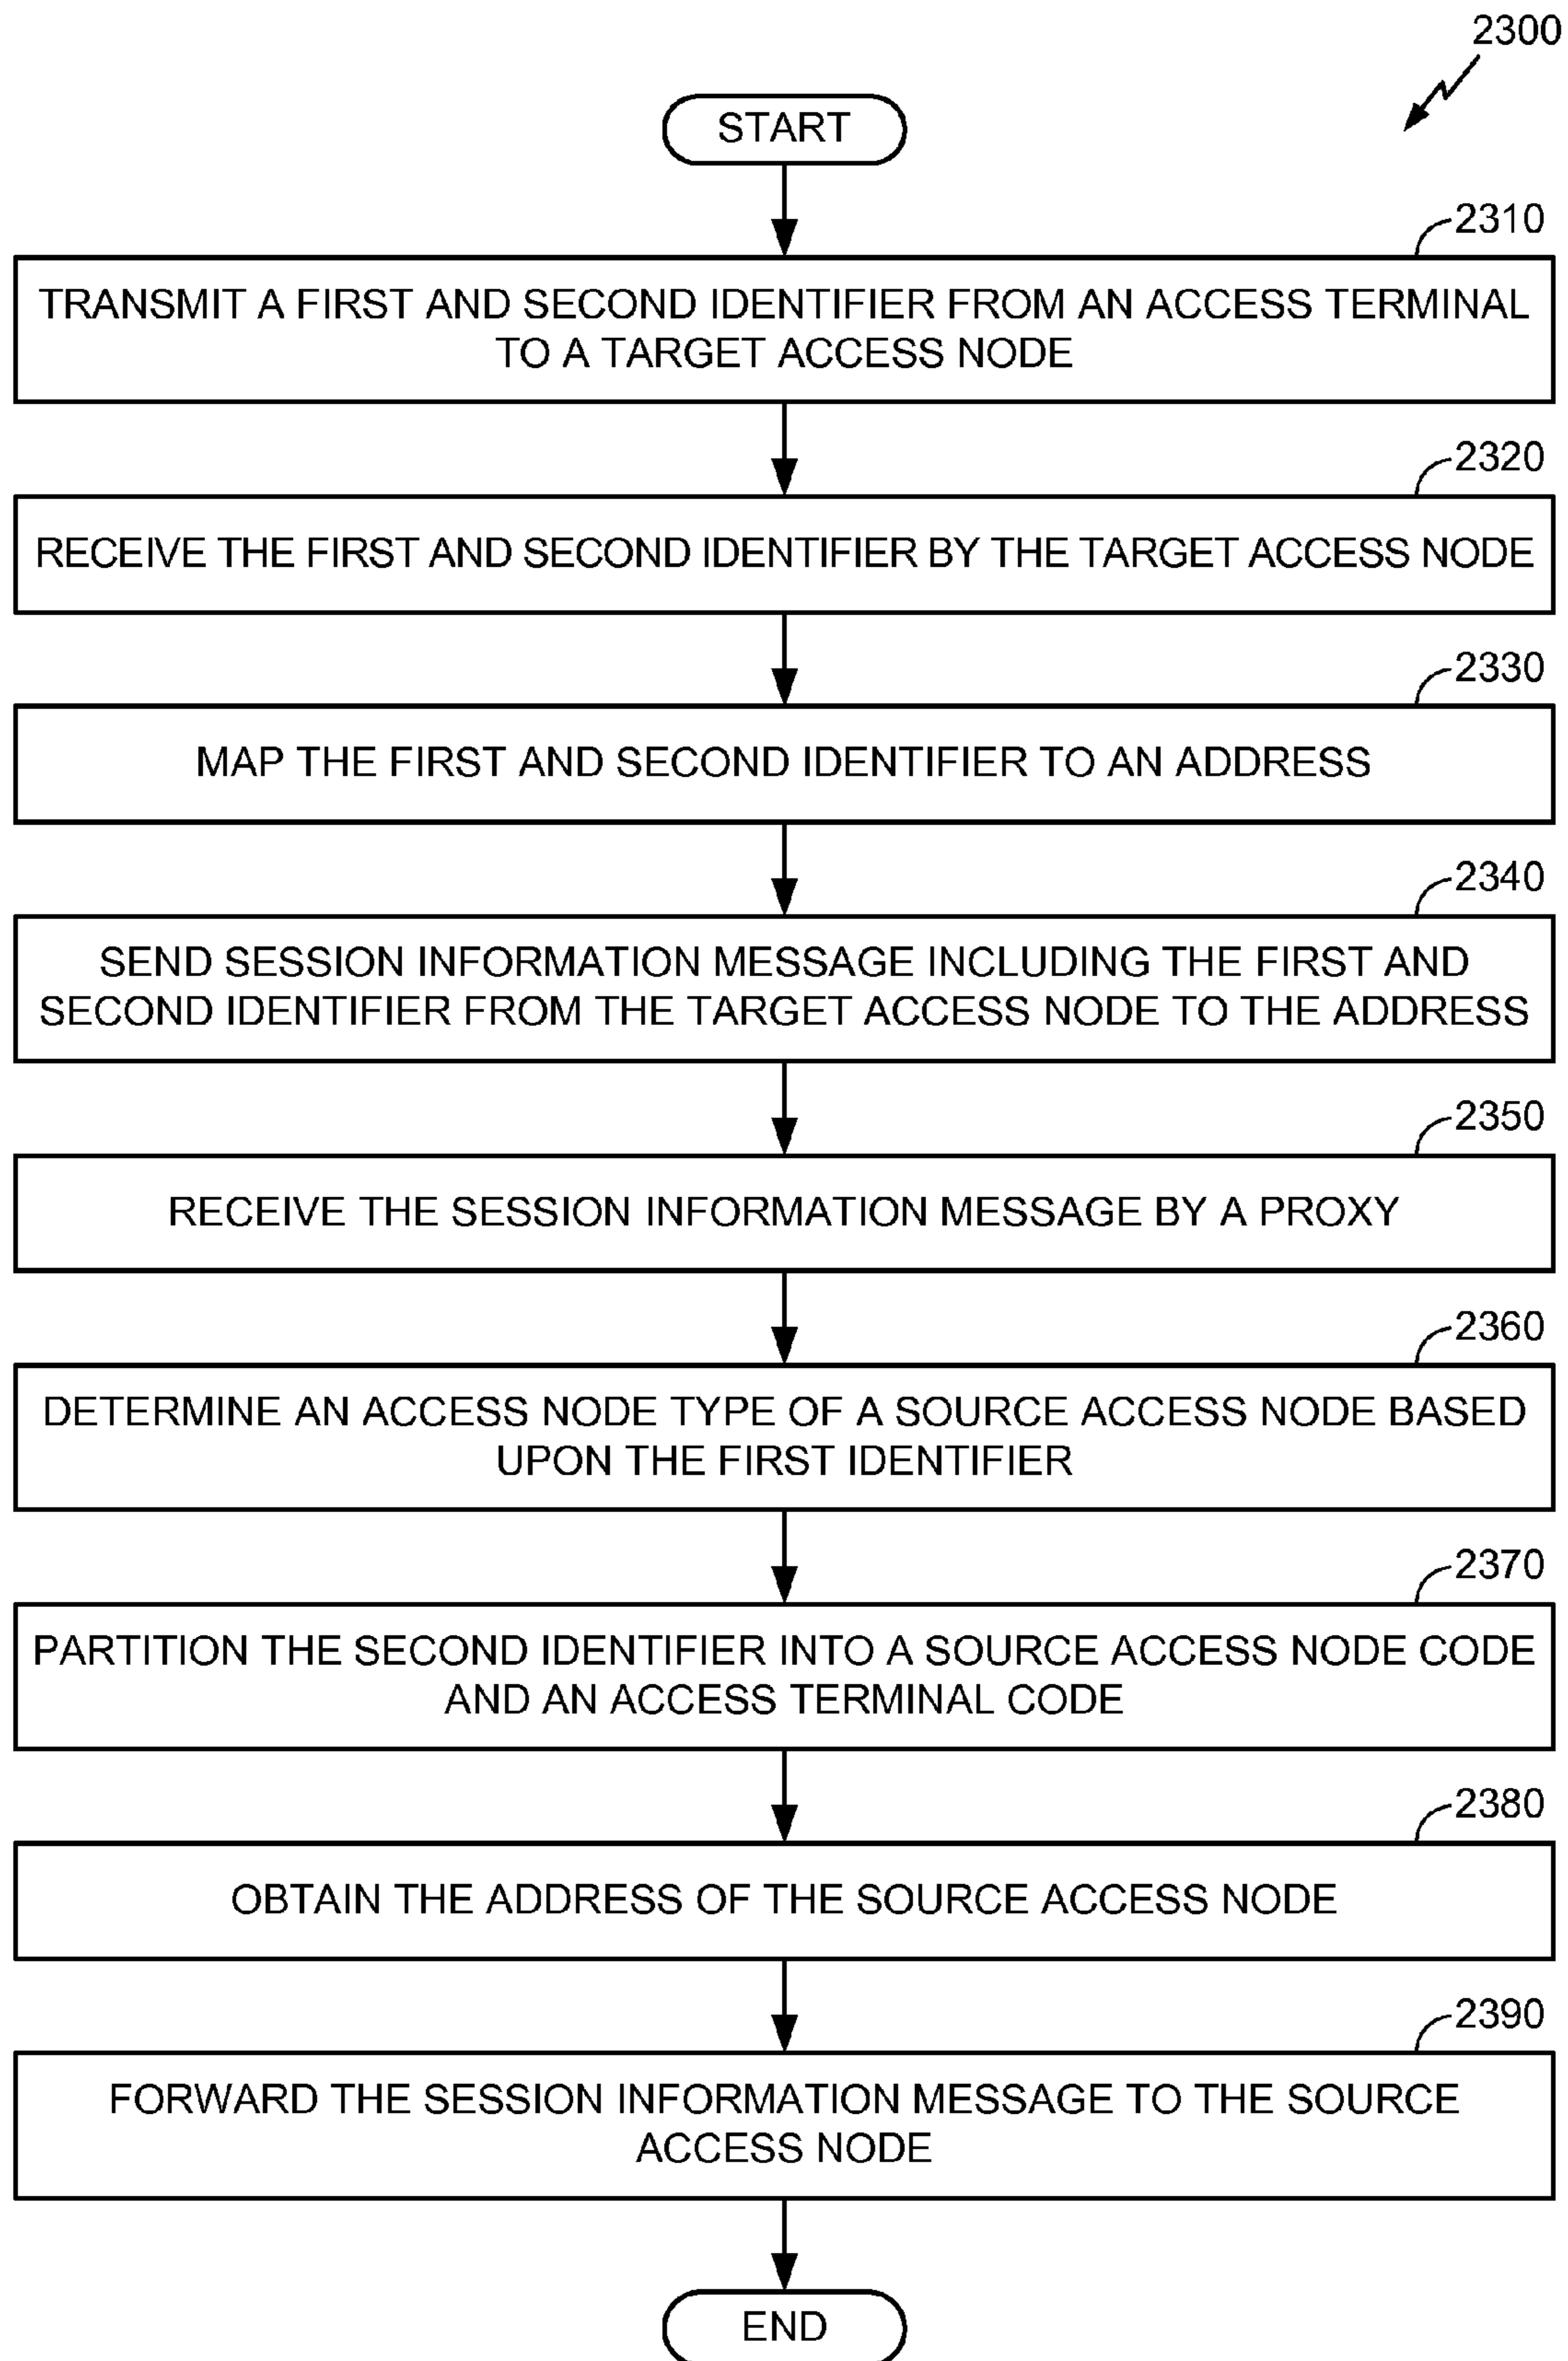 2300
START
2310
TRANSMIT A FIRST AND SECOND IDENTIFIER FROM AN ACCESS TERMINAL
TO A TARGET ACCESS NODE
2320
RECEIVE THE FIRST AND SECOND IDENTIFIER BY THE TARGET ACCESS NODE
2330
MAP THE FIRST AND SECOND IDENTIFIER TO AN ADDRESS
2340
SEND SESSION INFORMATION MESSAGE INCLUDING THE FIRST AND
SECOND IDENTIFIER FROM THE TARGET ACCESS NODE TO THE ADDRESS
2350
RECEIVE THE SESSION INFORMATION MESSAGE BY A PROXY
2360
DETERMINE AN ACCESS NODE TYPE OF A SOURCE ACCESS NODE BASED
UPON THE FIRST IDENTIFIER
2370
PARTITION THE SECOND IDENTIFIER INTO A SOURCE ACCESS NODE CODE
AND AN ACCESS TERMINAL CODE
2380
OBTAIN THE ADDRESS OF THE SOURCE ACCESS NODE
2390
FORWARD THE SESSION INFORMATION MESSAGE TO THE SOURCE
ACCESS NODE
END